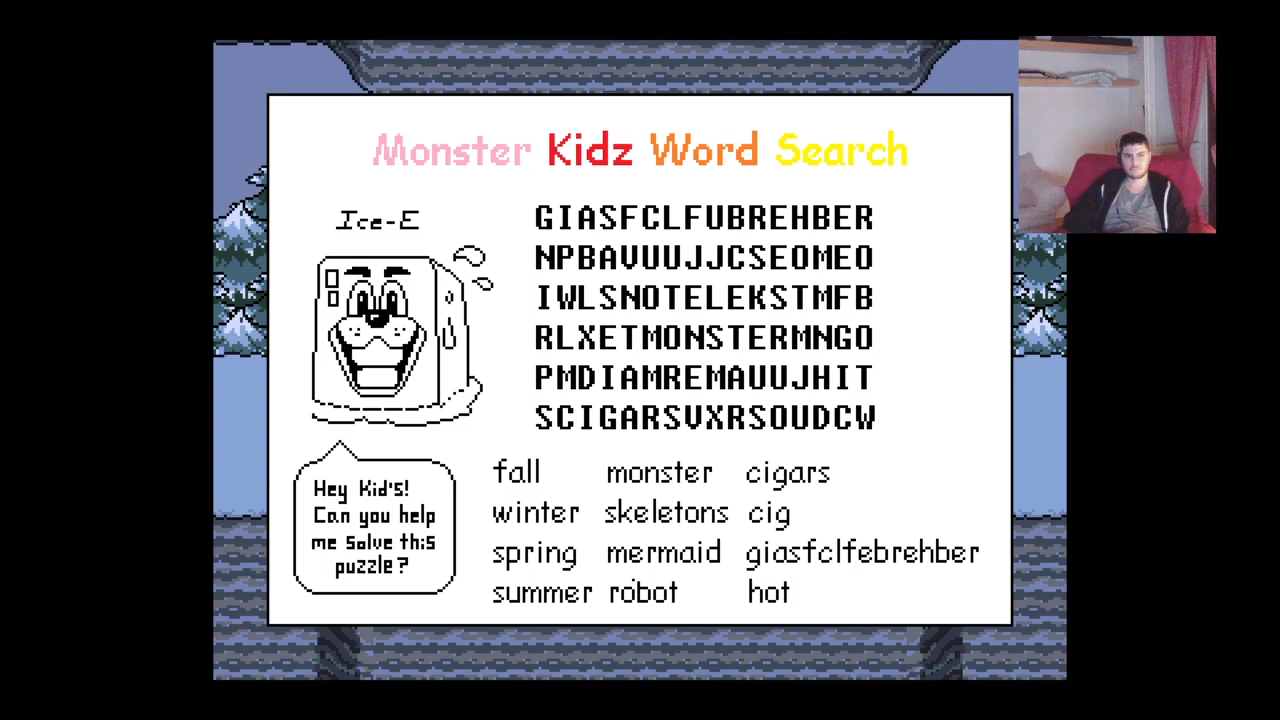 Monster Kidz Word Search
Ice-E
GIASFCLFUBREHBER
NPBAVUUJJCSEOMEO
IWLSNOTELEKSTMFB
RLXETMONSTERMNGO
PMDIAMREMAUUJHIT
SCIGARSVXRSOUDCW
fall monster cigars
winter skeletons cig
spring mermaid giasfclfebrehber
summer robot hot
Hey Kid's!
Can you help
me solve this
puzzle?